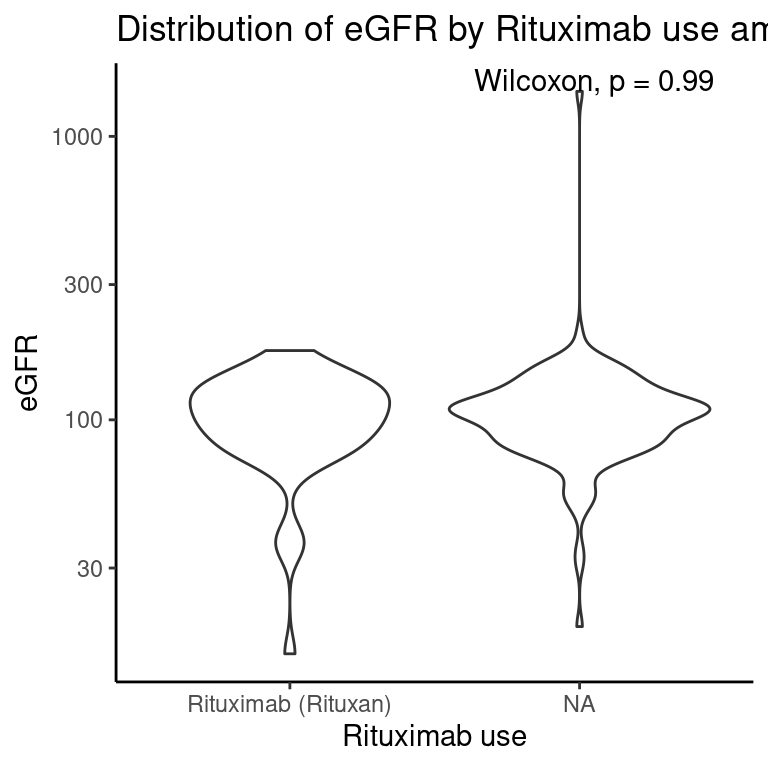 Distribution of eGFR by Rituximab use am
Wilcoxon, p = 0.99
1000
300
100
30
eGFR
Rituximab (Rituxan)
NA
Rituximab use